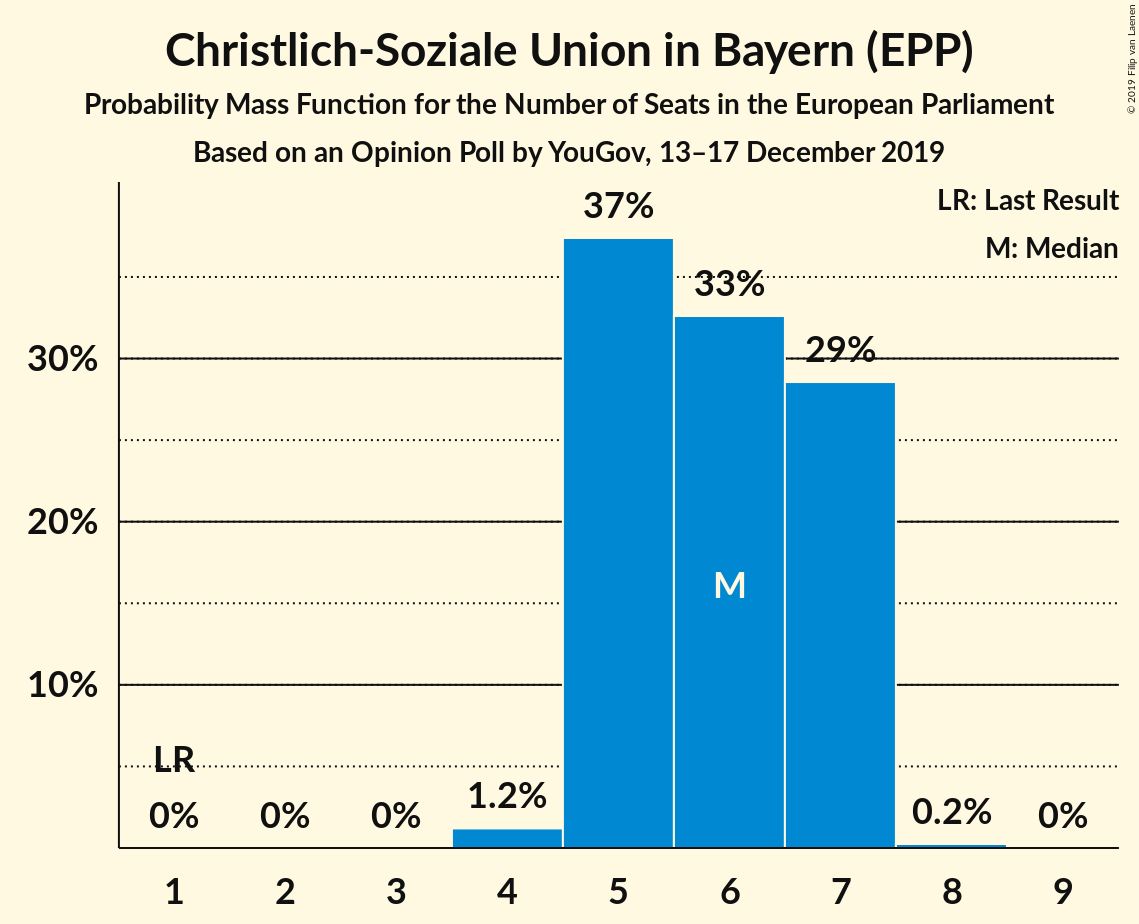 Christlich-Soziale Union in Bayern (EPP)
Probability Mass Function for the Number of Seats in the European Parliament
Based on an Opinion Poll by YouGov, 13–17 December 2019
© 2019 Filip van Laenen
LR: Last Result
M: Median
37%
33%
29%
30%
20%
M
10%
LR
0%
0%
0%
1.2%
0.2%
0%
1
2
3
4
5
6
7
8
9